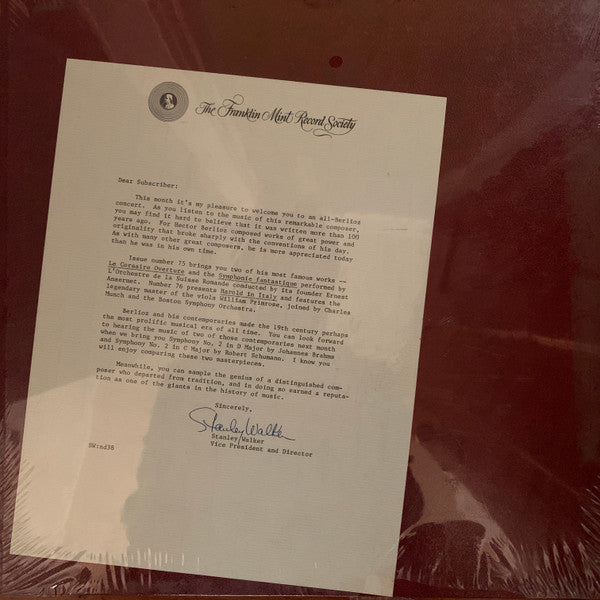 The Franklin Mint Record Society
Dear Subscriber:
This month it's my pleasure to welcome you to an all-Berlioz
concert. As you listen to the music of this remarkable composer,
you may find it hard to believe that it was written more than 100
years ago. For Hector Berlioz composed works of great power and
originality that broke sharply with the conventions of his day.
As with many other great composers, he is more appreciated today
than he was in his own time.
Issue number 75 brings you two of his most famous works --
Le Corsaire Overture and the Symphonie fantastique performed by
L'Orchestre de la Suisse Romande conducted by its founder Ernest
Ansermet. Number 76 presents Harold in Italy and features the
legendary master of the viola William Primrose, joined by Charles
Munch and the Boston Symphony Orchestra.
Berlioz and his contemporaries made the 19th century perhaps
the most prolific musical era of all time. You can look forward
to hearing the music of two of those contemporaries next month
when we bring you Symphony No. 2 in D Major by Johannes Brahms
and Symphony No. 2 in C Major by Robert Schumann. I know you
will enjoy comparing these two masterpieces.
Meanwhile, you can sample the genius of a distinguished com-
poser who departed from tradition, and in doing so earned a reputa-
tion as one of the giants in the history of music.
Sincerely,
Stanley Walker
Stanley Walker
Vice President and Director
SW:nd38